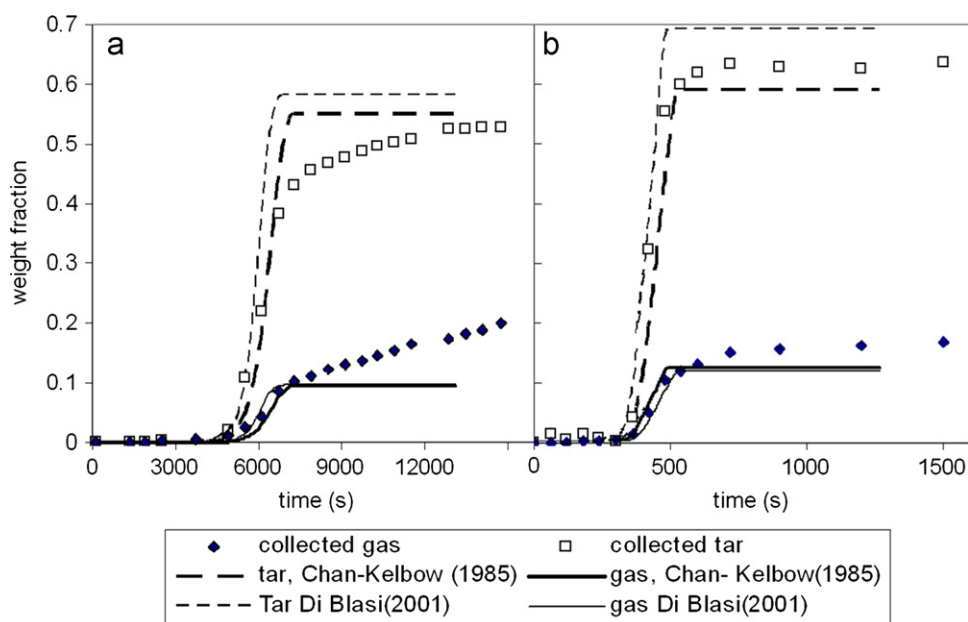 a
b
0.7
0.6
0.5
0.4
0.3
0.2
0.1
0
weight fraction
0 3000 6000 9000 12000
0 500 1000 1500
time (s)
time (s)
collected gas
collected tar
tar, Chan-Kelbow (1985)
gas, Chan- Kelbow(1985)
Tar Di Blasi(2001)
gas Di Blasi(2001)